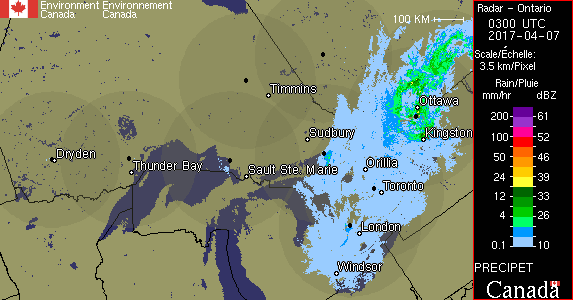 Environment Environnement
Canada Canada
100 KM
Radar - Ontario
0300 UTC
2017-04-07
Scale/Échelle:
3.5 km/Pixel
Rain/Pluie
mm/hr dBZ
200 61
100 52
50 46
24 39
12 33
4 26
0.1 10
Timmins
Ottawa
Sudbury
Kingston
Dryden
Thunder Bay
Sault Ste. Marie
Orillia
Toronto
London
Windsor
PRECIPET
Canada